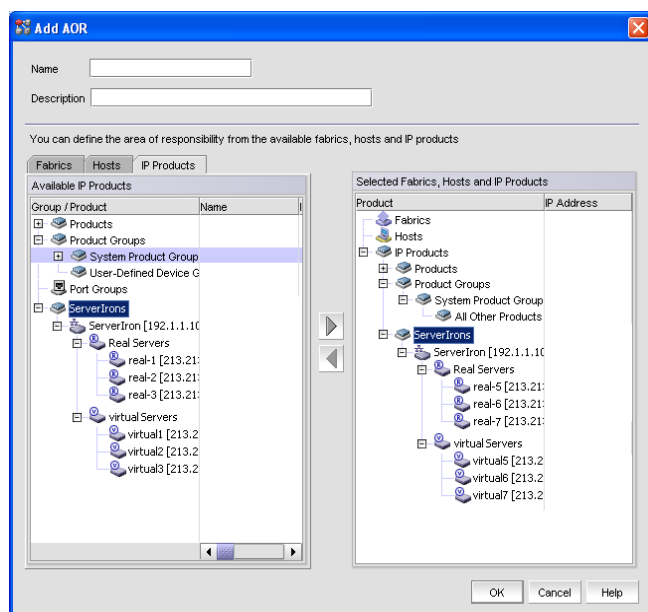 Add AOR
Name
Description
You can define the area of responsibility from the available fabrics, hosts and IP products
Fabrics Hosts IP Products
Available IP Products
Group / Product Name
Products
Product Groups
System Product Group
User-Defined Device G
Port Groups
ServerIrons
ServerIron [192.1.1.10
Real Servers
real-1 [213.21
real-2 [213.21
real-3 [213.21
virtual Servers
virtual1 [213.2
virtual2 [213.2
virtual3 [213.2
Selected Fabrics, Hosts and IP Products
Product IP Address
Fabrics
Hosts
IP Products
Products
Product Groups
System Product Group
All Other Products
ServerIrons
ServerIron [192.1.1.10
Real Servers
real-5 [213.21
real-6 [213.21
real-7 [213.21
virtual Servers
virtual5 [213.2
virtual6 [213.2
virtual7 [213.2
OK Cancel Help